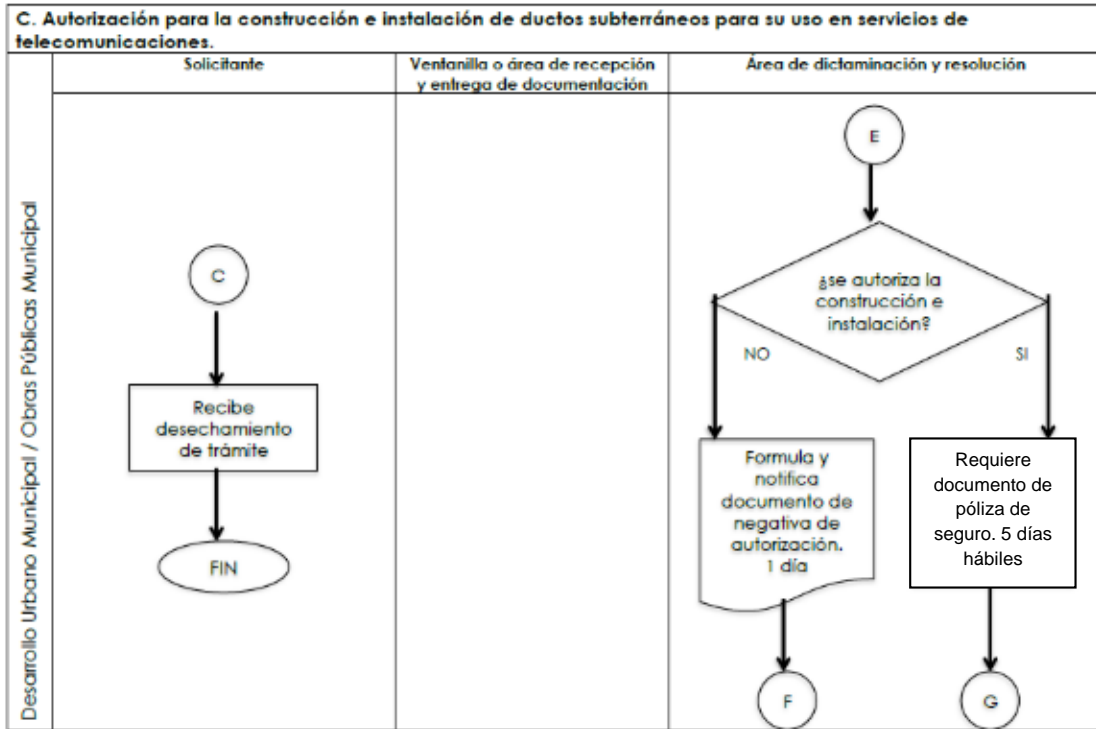 C. Autorización para la construcción e instalación de ductos subterráneos para su uso en servicios de
telecomunicaciones.
Solicitante
Ventanilla o área de recepción
y entrega de documentación
Área de dictaminación y resolución
Desarrollo Urbano Municipal / Obras Públicas Municipal
C
Recibe
desechamiento
de trámite
FIN
E
¿se autoriza la
construcción e
instalación?
NO
SI
Formula y
notifica
documento de
negativa de
autorización.
1 día
Requiere
documento de
póliza de
seguro. 5 días
hábiles
F
G